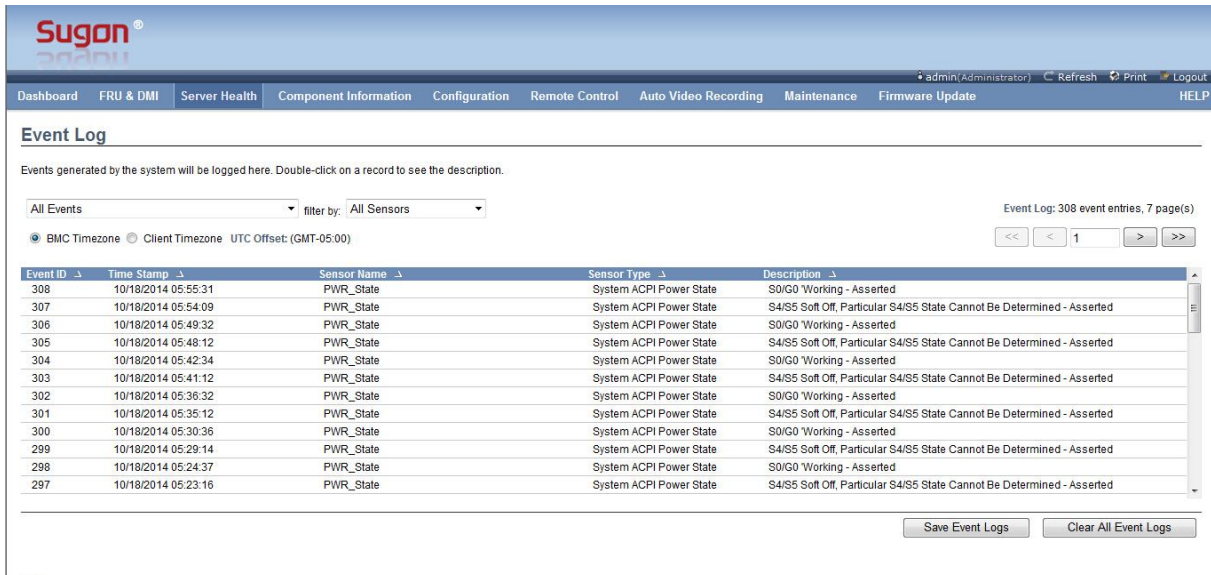 Sugon®
admin(Administrator) Refresh Print Logout
Dashboard FRU & DMI Server Health Component Information Configuration Remote Control Auto Video Recording Maintenance Firmware Update HELP
Event Log
Events generated by the system will be logged here. Double-click on a record to see the description.
All Events filter by: All Sensors Event Log: 308 event entries, 7 page(s)
BMC Timezone Client Timezone UTC Offset: (GMT-05:00) << < 1 > >>
Event ID Time Stamp Sensor Name Sensor Type Description
308 10/18/2014 05:55:31 PWR_State System ACPI Power State S0/G0 'Working - Asserted
307 10/18/2014 05:54:09 PWR_State System ACPI Power State S4/S5 Soft Off, Particular S4/S5 State Cannot Be Determined - Asserted
306 10/18/2014 05:49:32 PWR_State System ACPI Power State S0/G0 'Working - Asserted
305 10/18/2014 05:48:12 PWR_State System ACPI Power State S4/S5 Soft Off, Particular S4/S5 State Cannot Be Determined - Asserted
304 10/18/2014 05:42:34 PWR_State System ACPI Power State S0/G0 'Working - Asserted
303 10/18/2014 05:41:12 PWR_State System ACPI Power State S4/S5 Soft Off, Particular S4/S5 State Cannot Be Determined - Asserted
302 10/18/2014 05:36:32 PWR_State System ACPI Power State S0/G0 'Working - Asserted
301 10/18/2014 05:35:12 PWR_State System ACPI Power State S4/S5 Soft Off, Particular S4/S5 State Cannot Be Determined - Asserted
300 10/18/2014 05:30:36 PWR_State System ACPI Power State S0/G0 'Working - Asserted
299 10/18/2014 05:29:14 PWR_State System ACPI Power State S4/S5 Soft Off, Particular S4/S5 State Cannot Be Determined - Asserted
298 10/18/2014 05:24:37 PWR_State System ACPI Power State S0/G0 'Working - Asserted
297 10/18/2014 05:23:16 PWR_State System ACPI Power State S4/S5 Soft Off, Particular S4/S5 State Cannot Be Determined - Asserted
Save Event Logs Clear All Event Logs